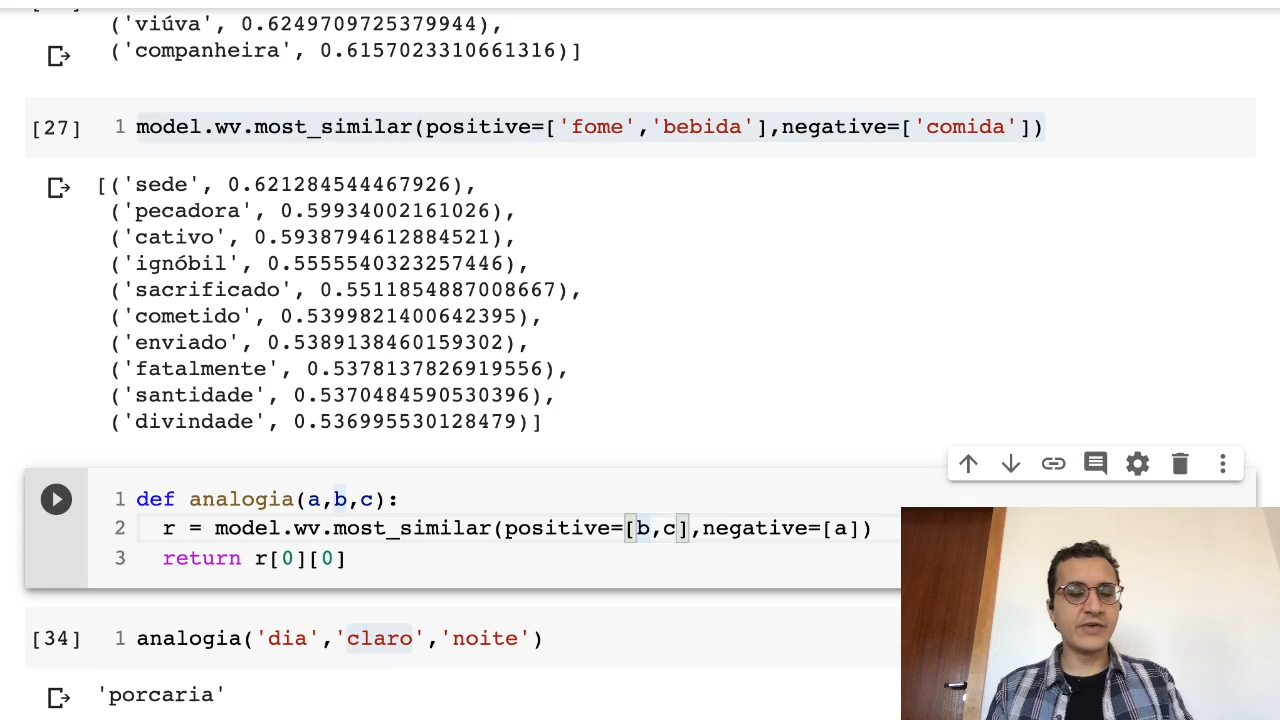 ('viúva', 0.6249709725379944),
('companheira', 0.6157023310661316)]
[27] 1 model.wv.most_similar(positive=['fome','bebida'],negative=['comida'])
[('sede', 0.621284544467926),
('pecadora', 0.59934002161026),
('cativo', 0.5938794612884521),
('ignóbil', 0.5555540323257446),
('sacrificado', 0.5511854887008667),
('cometido', 0.5399821400642395),
('enviado', 0.5389138460159302),
('fatalmente', 0.5378137826919556),
('santidade', 0.5370484590530396),
('divindade', 0.536995530128479)]
1 def analogia(a,b,c):
2 r = model.wv.most_similar(positive=[b,c],negative=[a])
3 return r[0][0]
[34] 1 analogia('dia','claro','noite')
'porcaria'